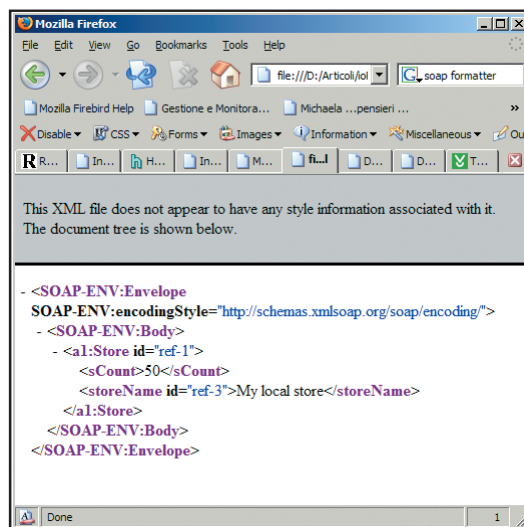 Mozilla Firefox
File Edit View Go Bookmarks Tools Help
file:///D:/Articoli/iol G soap formatter
Mozilla Firebird Help Gestione e Monitora... Michaela ...pensieri ... »
Disable CSS Forms Images Information Miscellaneous Ou
R R... In... h H... In... M... fi...l D... D... T...
This XML file does not appear to have any style information associated with it.
The document tree is shown below.
- <SOAP-ENV:Envelope
SOAP-ENV:encodingStyle="http://schemas.xmlsoap.org/soap/encoding/">
- <SOAP-ENV:Body>
- <a1:Store id="ref-1">
<sCount>50</sCount>
<storeName id="ref-3">My local store</storeName>
</a1:Store>
</SOAP-ENV:Body>
</SOAP-ENV:Envelope>
A Done 1